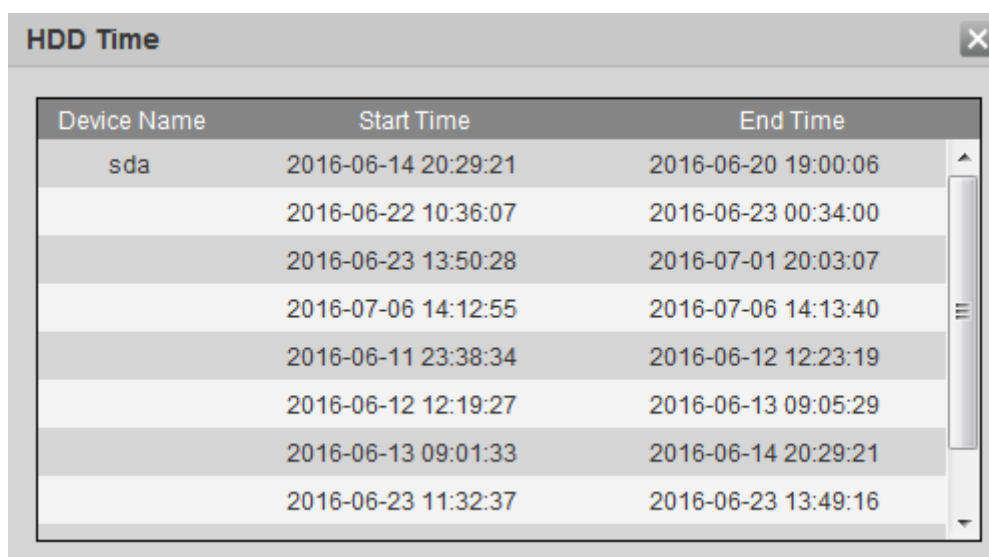 HDD Time
Device Name Start Time End Time
sda 2016-06-14 20:29:21 2016-06-20 19:00:06
2016-06-22 10:36:07 2016-06-23 00:34:00
2016-06-23 13:50:28 2016-07-01 20:03:07
2016-07-06 14:12:55 2016-07-06 14:13:40
2016-06-11 23:38:34 2016-06-12 12:23:19
2016-06-12 12:19:27 2016-06-13 09:05:29
2016-06-13 09:01:33 2016-06-14 20:29:21
2016-06-23 11:32:37 2016-06-23 13:49:16